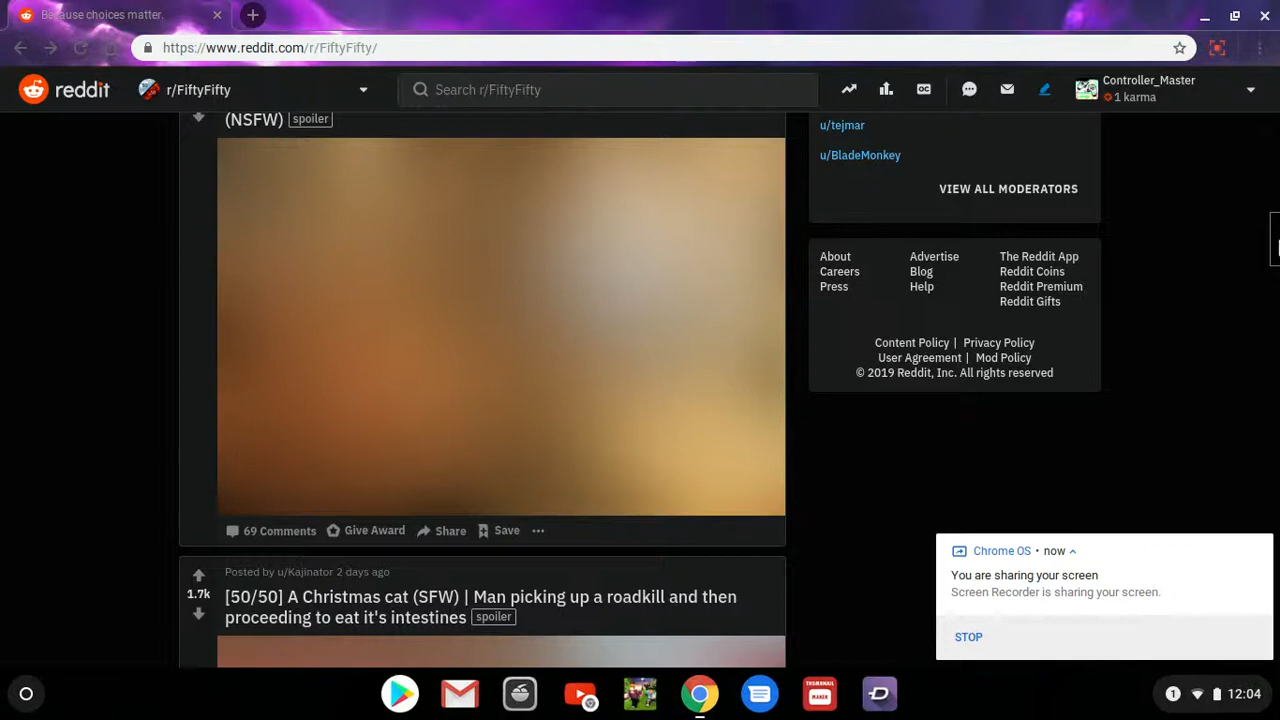 Because choices matter.
https://www.reddit.com/r/FiftyFifty/
reddit
r/FiftyFifty
Search r/FiftyFifty
Controller_Master
1 karma
(NSFW) spoiler
69 Comments
Give Award
Share
Save
Posted by u/Kajinator 2 days ago
1.7k
[50/50] A Christmas cat (SFW) | Man picking up a roadkill and then
proceeding to eat it's intestines spoiler
u/tejmar
u/BladeMonkey
VIEW ALL MODERATORS
About Advertise The Reddit App
Careers Blog Reddit Coins
Press Help Reddit Premium
Reddit Gifts
Content Policy | Privacy Policy
User Agreement | Mod Policy
© 2019 Reddit, Inc. All rights reserved
Chrome OS • now
You are sharing your screen
Screen Recorder is sharing your screen.
STOP
THUMBNAIL
MAKER
1
12:04